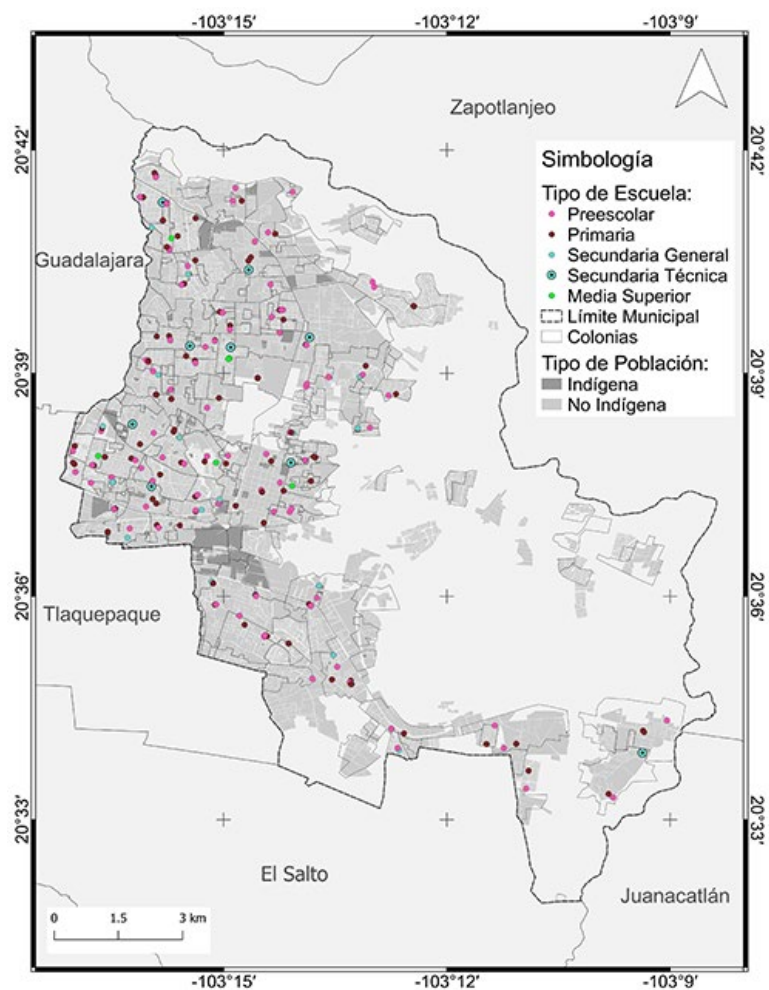 -103°15′ -103°12′ -103°9′
Zapotlanjeo
20°42′ 20°42′
Simbología
Tipo de Escuela:
Preescolar
Primaria
Secundaria General
Secundaria Técnica
Media Superior
Límite Municipal
Colonias
Tipo de Población:
Indígena
No Indígena
Guadalajara
20°39′ 20°39′
20°36′ 20°36′
Tlaquepaque
20°33′ 20°33′
El Salto
Juanacatlán
0 1.5 3 km
-103°15′ -103°12′ -103°9′